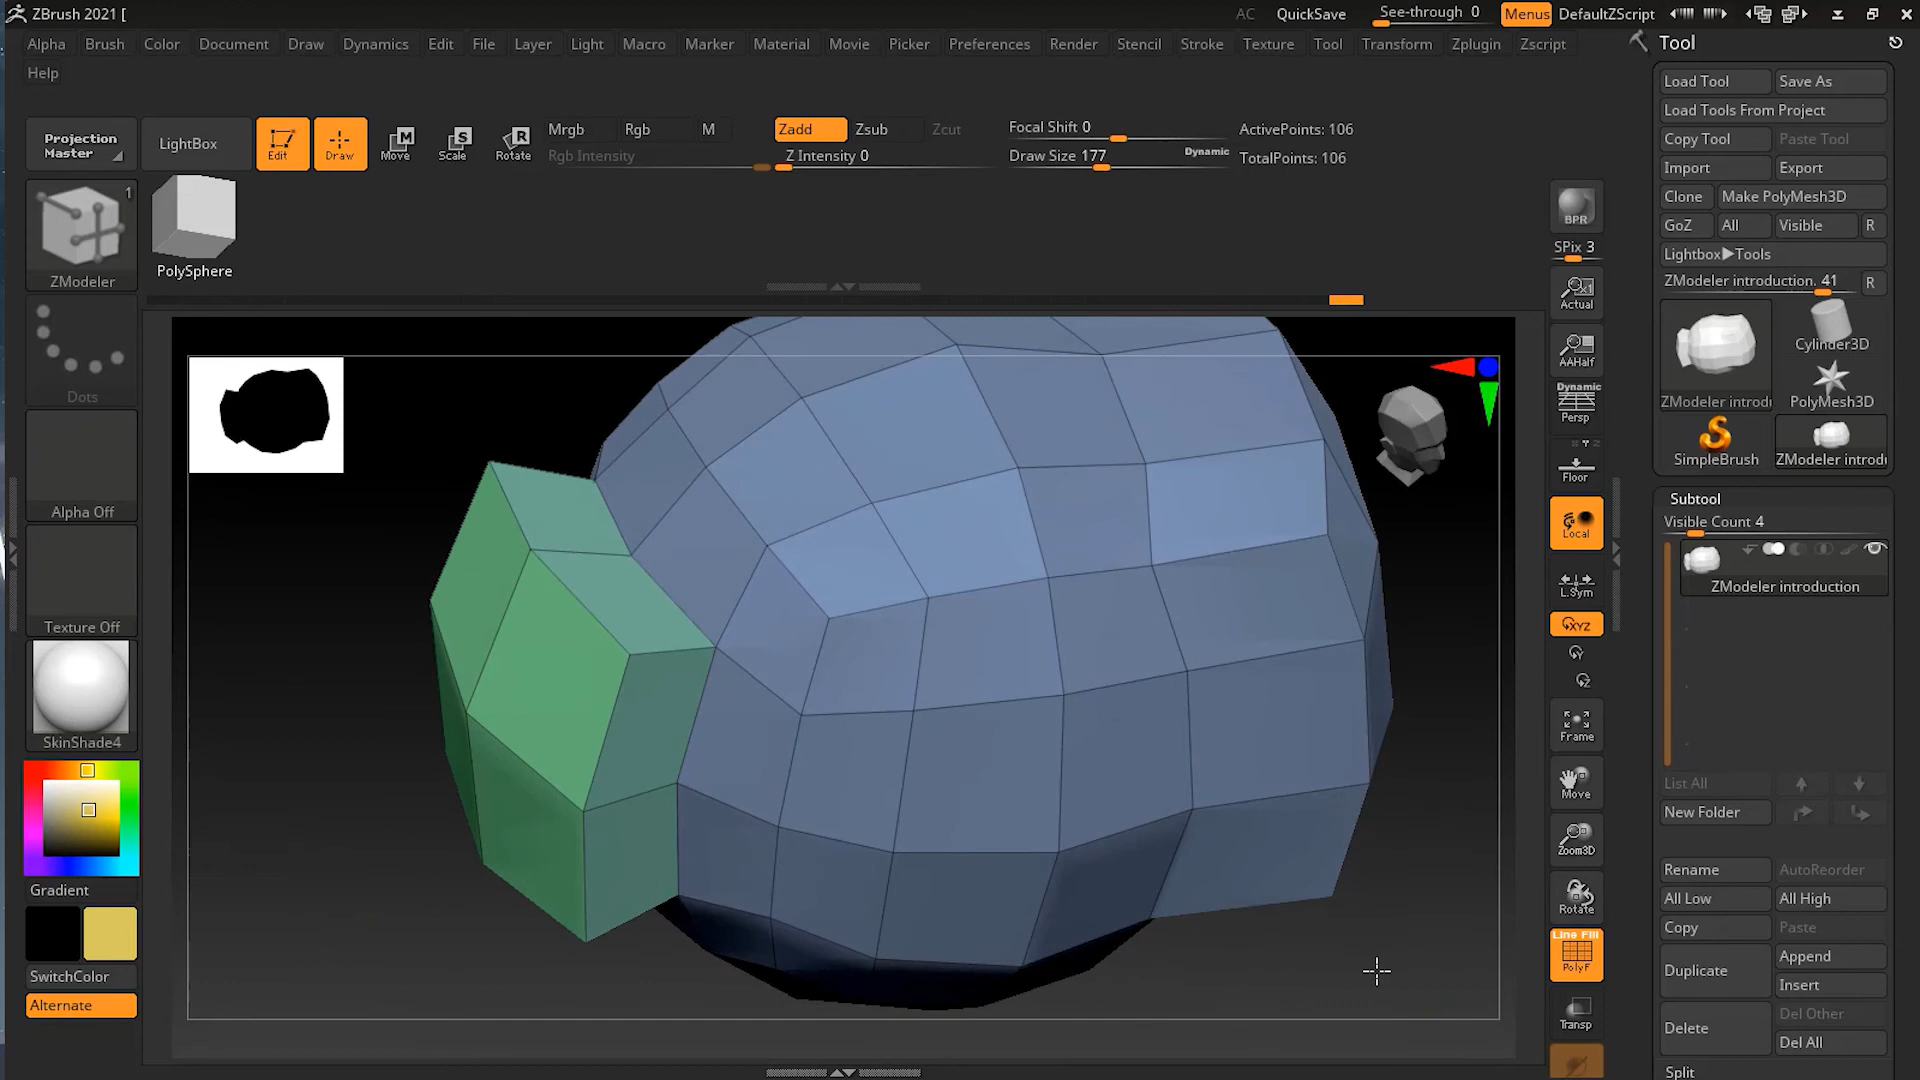 ZBrush 2021 [
AC
QuickSave
See-through 0
Menus
DefaultZScript
Alpha Brush Color Document Draw Dynamics Edit File Layer Light Macro Marker Material Movie Picker Preferences Render Stencil Stroke Texture Tool Transform Zplugin Zscript
Help
Projection
Master
LightBox
Edit
Draw
Move
M
Scale
S
Rotate
R
Mrgb
Rgb
M
Rgb Intensity
Zadd
Zsub
Zcut
Z Intensity 0
Focal Shift 0
Draw Size 177
Dynamic
ActivePoints: 106
TotalPoints: 106
1
ZModeler
PolySphere
Dots
Alpha Off
Texture Off
SkinShade4
Gradient
SwitchColor
Alternate
BPR
SPix 3
Actual
AAHalf
Dynamic
Persp
Floor
Local
L.Sym
XYZ
Y
Z
Frame
Move
Zoom3D
Rotate
Line Fill
PolyF
Transp
Tool
Load Tool
Save As
Load Tools From Project
Copy Tool
Paste Tool
Import
Export
Clone
Make PolyMesh3D
GoZ
All
Visible
R
Lightbox▶Tools
ZModeler introduction. 41
R
ZModeler introdu
Cylinder3D
PolyMesh3D
SimpleBrush
ZModeler introdu
Subtool
Visible Count 4
ZModeler introduction
List All
New Folder
Rename
AutoReorder
All Low
All High
Copy
Paste
Duplicate
Append
Insert
Delete
Del Other
Del All
Split